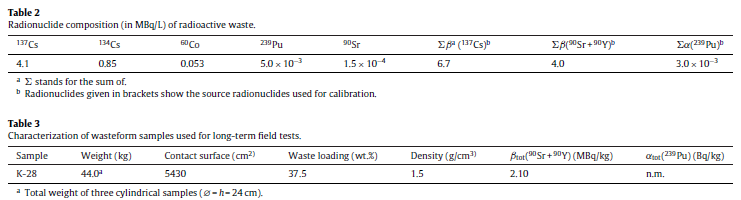 Table 2
Radionuclide composition (in MBq/L) of radioactive waste.
¹³⁷Cs ¹³⁴Cs ⁶⁰Co ²³⁹Pu ⁹⁰Sr Σβᵃ (¹³⁷Cs)ᵇ Σβ(⁹⁰Sr + ⁹⁰Y)ᵇ Σα(²³⁹Pu)ᵇ
4.1 0.85 0.053 5.0 × 10⁻³ 1.5 × 10⁻⁴ 6.7 4.0 3.0 × 10⁻³
ᵃ Σ stands for the sum of.
ᵇ Radionuclides given in brackets show the source radionuclides used for calibration.
Table 3
Characterization of wasteform samples used for long-term field tests.
Sample Weight (kg) Contact surface (cm²) Waste loading (wt.%) Density (g/cm³) βtot(⁹⁰Sr + ⁹⁰Y) (MBq/kg) αtot(²³⁹Pu) (Bq/kg)
K-28 44.0ᵃ 5430 37.5 1.5 2.10 n.m.
ᵃ Total weight of three cylindrical samples (⌀ = h = 24 cm).